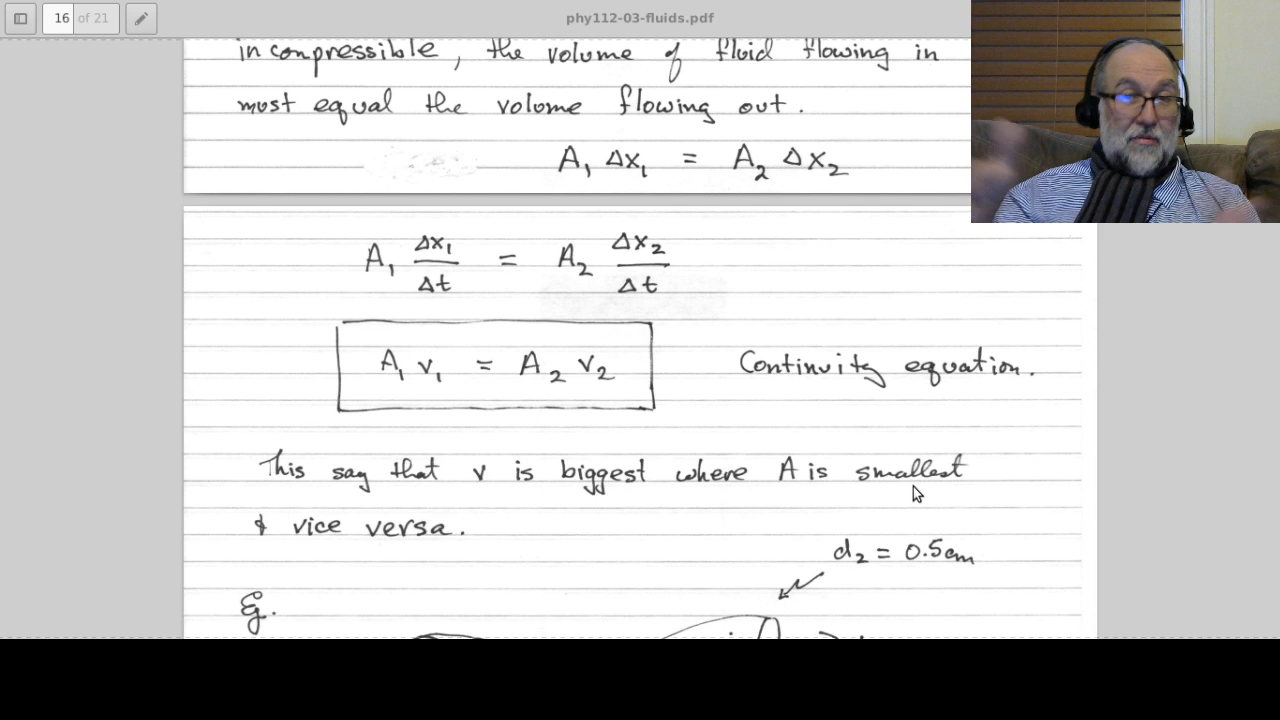 16 of 21
phy112-03-fluids.pdf
incompressible, the volume of fluid flowing in
must equal the volume flowing out.
A₁ Δx₁ = A₂ Δx₂
A₁ Δx₁/Δt = A₂ Δx₂/Δt
A₁ v₁ = A₂ v₂ Continuity equation.
This say that v is biggest where A is smallest
& vice versa.
d₂ = 0.5cm
Eg.